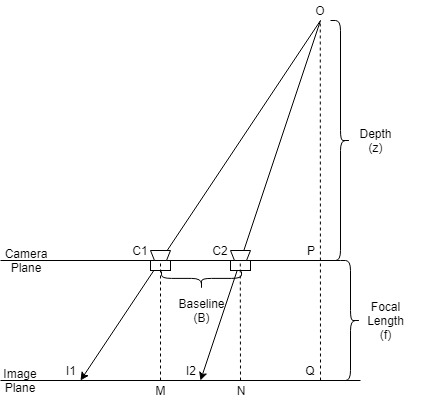 O
Depth
(z)
C1
C2
P
Camera
Plane
Baseline
(B)
Focal
Length
(f)
I1
I2
Q
Image
Plane
M
N